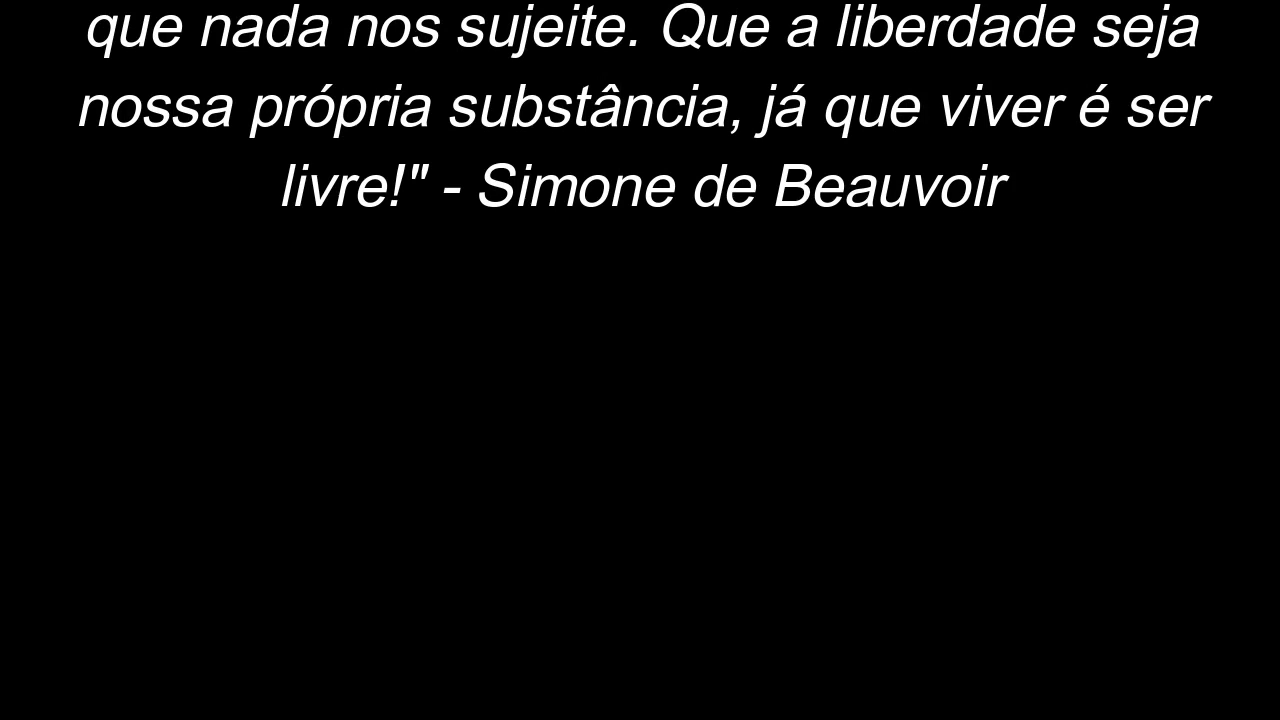 que nada nos sujeite. Que a liberdade seja
nossa própria substância, já que viver é ser
livre!" - Simone de Beauvoir